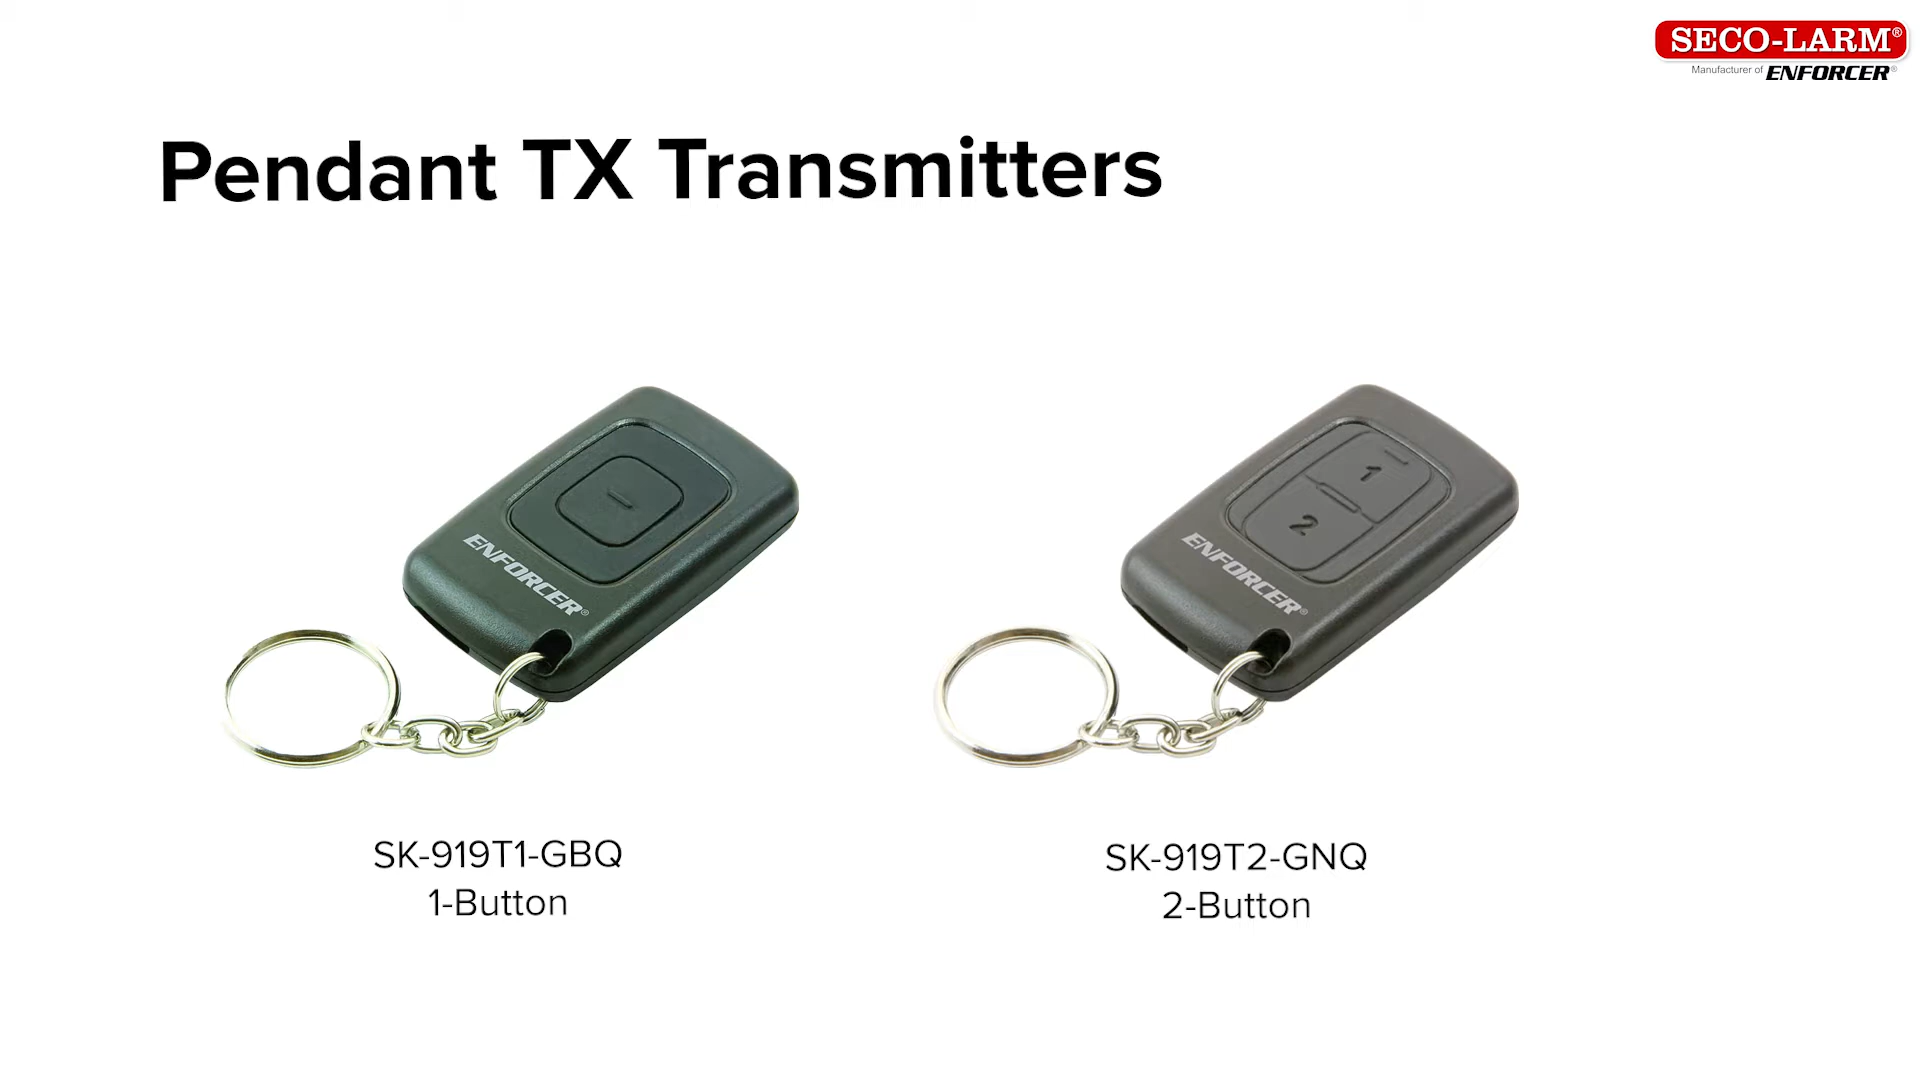 SECO-LARM®
Manufacturer of ENFORCER®
Pendant TX Transmitters
ENFORCER®
1
2
ENFORCER®
SK-919T1-GBQ
1-Button
SK-919T2-GNQ
2-Button